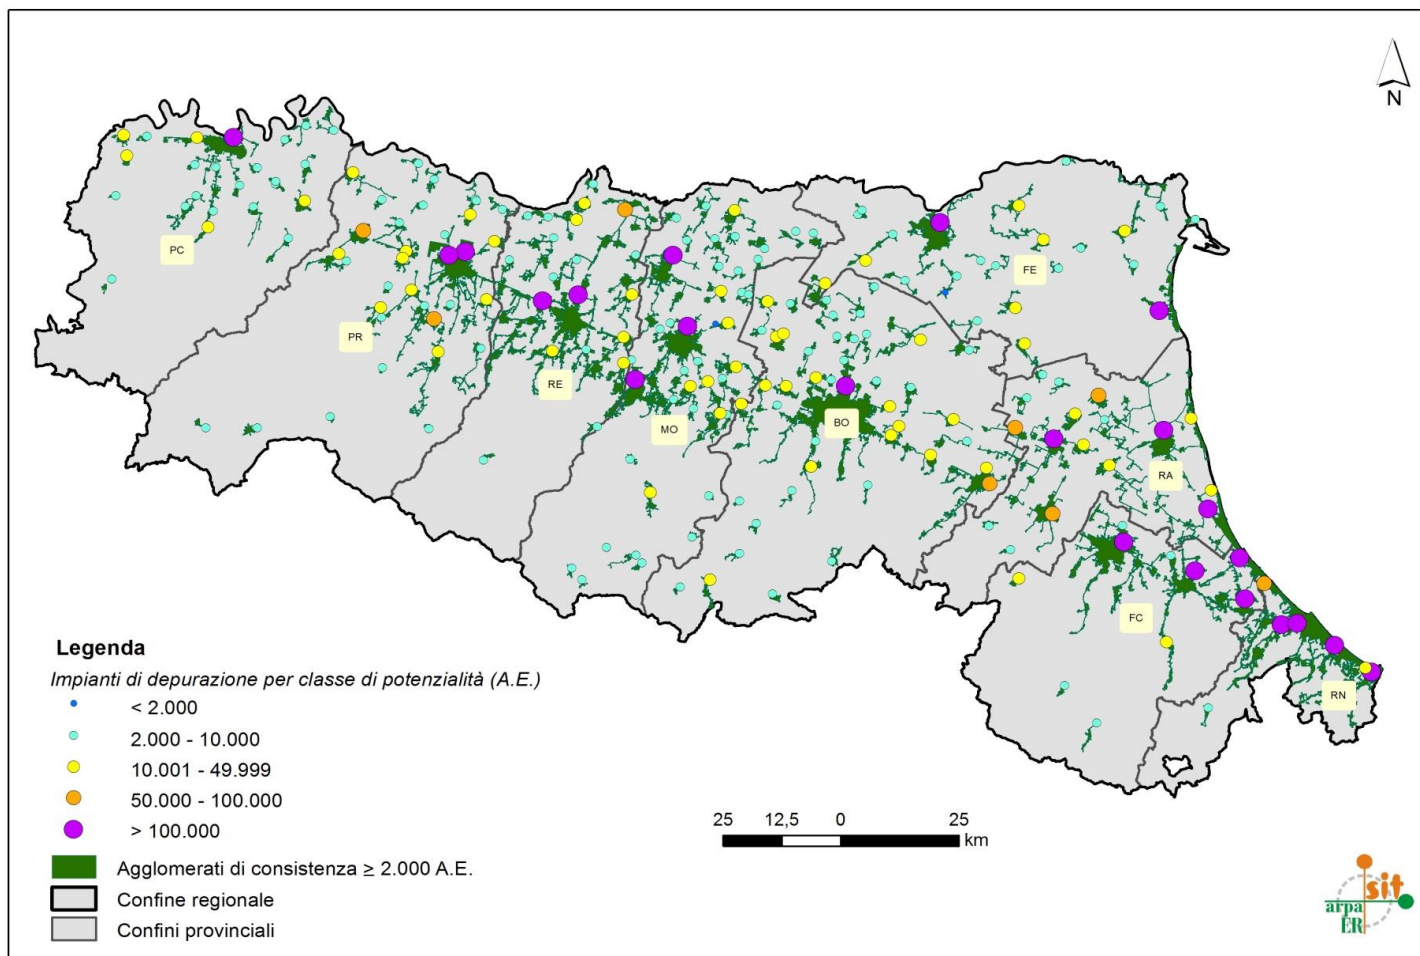 N
PC
FE
PR
RE
MO
BO
RA
FC
RN
Legenda
Impianti di depurazione per classe di potenzialità (A.E.)
< 2.000
2.000 - 10.000
10.001 - 49.999
50.000 - 100.000
> 100.000
Agglomerati di consistenza ≥ 2.000 A.E.
Confine regionale
Confini provinciali
25 12,5 0 25
km
sit
arpa
ER